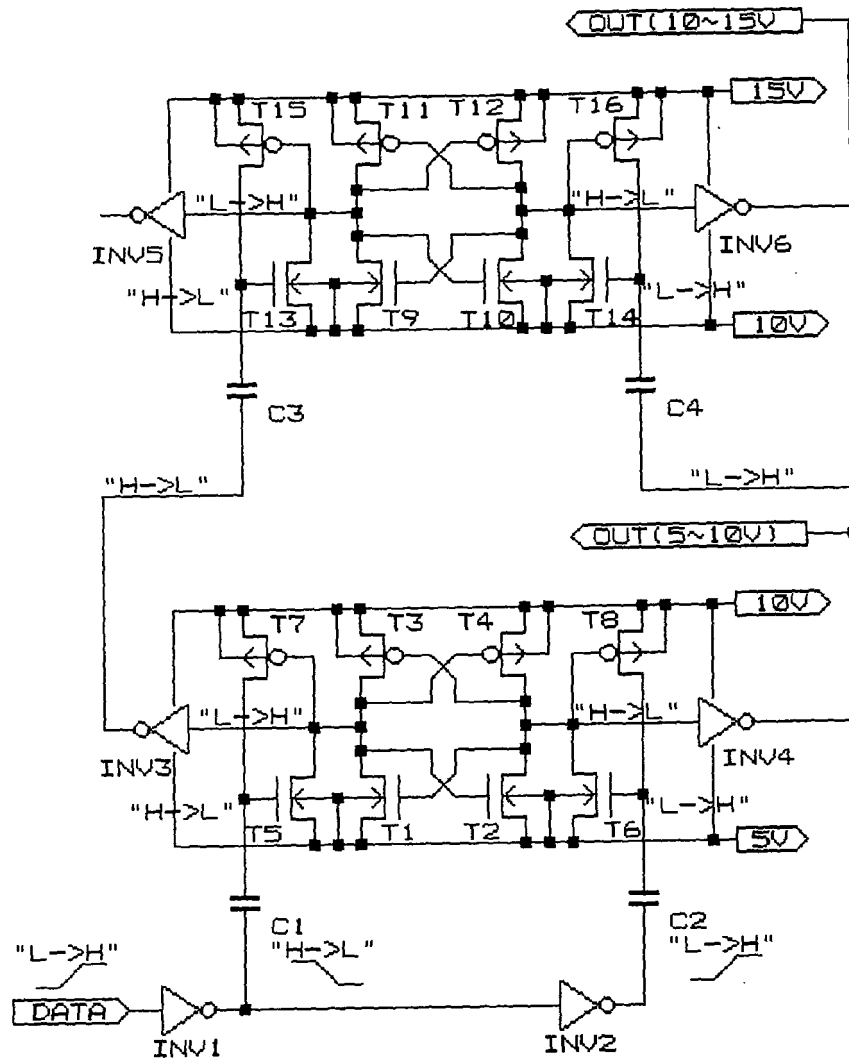 OUT(10~15V
T15 T11 T12 T16 15V
"L->H" "H->L"
INV5 INV6
"H->L" "L->H"
T13 T9 T10 T14 10V
C3 C4
"H->L" "L->H"
OUT(5~10V)
T7 T3 T4 T8 10V
"L->H" "H->L"
INV3 INV4
"H->L" "L->H"
T5 T1 T2 T6 5V
C1 C2
"L->H" "H->L" "L->H"
DATA
INV1 INV2